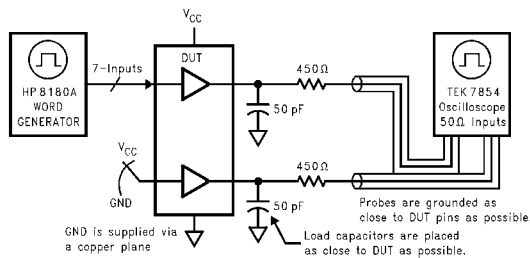 V_CC
DUT
7-Inputs
HP8180A
WORD
GENERATOR
450Ω
50 pF
TEK 7854
Oscilloscope
50Ω Inputs
V_CC
GND
450Ω
50 pF
GND is supplied via
a copper plane
Probes are grounded as
close to DUT pins as possible
Load capacitors are placed
as close to DUT as possible.